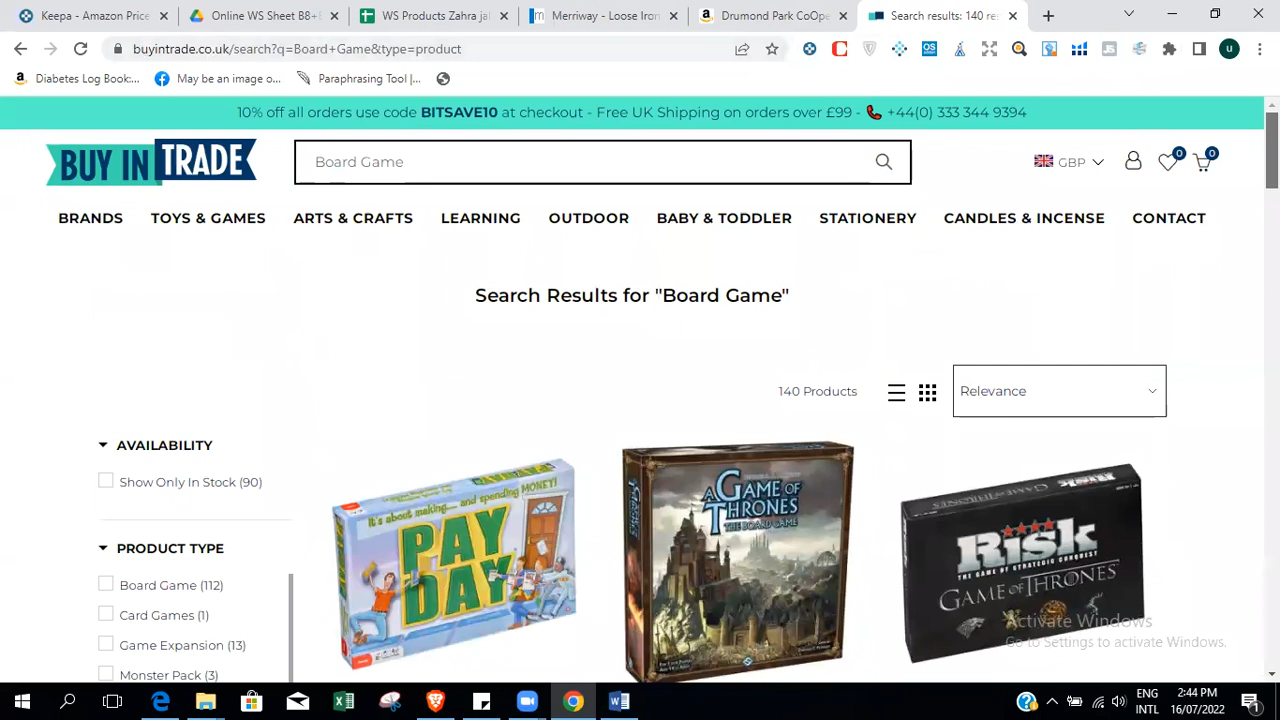 Keepa - Amazon Price
Online WS Sheet B8+B
WS Products Zahra jal
Merriway - Loose Iron
Drumond Park CoOpe
Search results: 140 res
buyintrade.co.uk/search?q=Board+Game&type=product
Diabetes Log Book:...
May be an image o...
Paraphrasing Tool |...
10% off all orders use code BITSAVE10 at checkout - Free UK Shipping on orders over £99 - +44(0) 333 344 9394
BUY IN TRADE
Board Game
GBP
0
0
BRANDS TOYS & GAMES ARTS & CRAFTS LEARNING OUTDOOR BABY & TODDLER STATIONERY CANDLES & INCENSE CONTACT
Search Results for "Board Game"
140 Products
Relevance
AVAILABILITY
Show Only In Stock (90)
PRODUCT TYPE
Board Game (112)
Card Games (1)
Game Expansion (13)
Monster Pack (3)
It's about making... and spending MONEY!
PAY
DAY
A GAME OF
THRONES
THE BOARD GAME
GAME OF THRONES
RISK
THE GAME OF STRATEGIC CONQUEST
GAME OF THRONES
Activate Windows
Go to Settings to activate Windows.
ENG
INTL
2:44 PM
16/07/2022
1